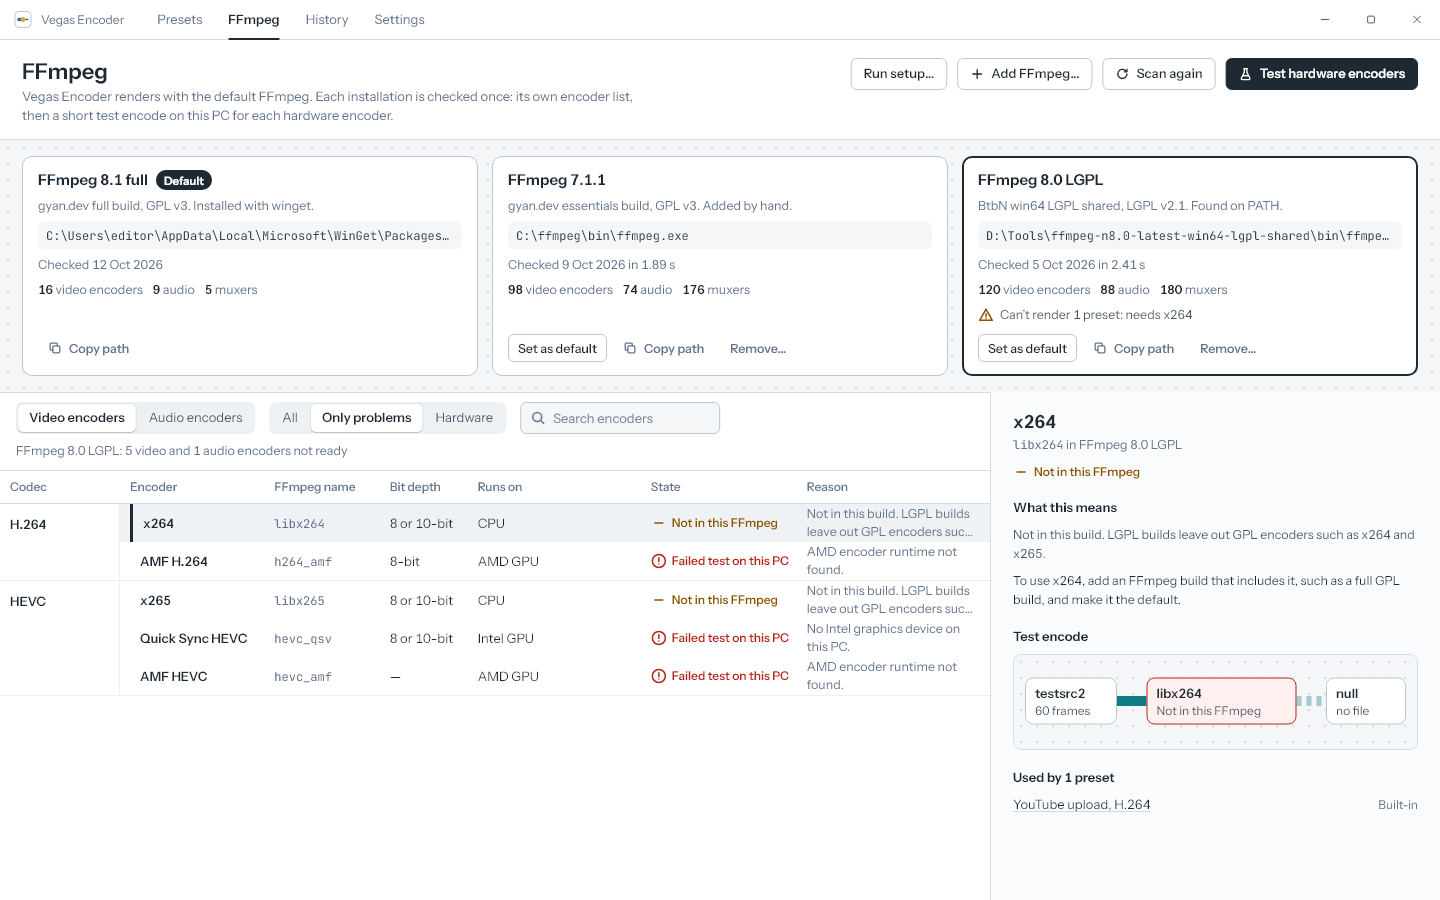 Vegas Encoder Presets FFmpeg History Settings
FFmpeg
Vegas Encoder renders with the default FFmpeg. Each installation is checked once: its own encoder list,
then a short test encode on this PC for each hardware encoder.
Run setup... Add FFmpeg... Scan again Test hardware encoders
FFmpeg 8.1 full Default
gyan.dev full build, GPL v3. Installed with winget.
C:\Users\editor\AppData\Local\Microsoft\WinGet\Packages…
Checked 12 Oct 2026
16 video encoders 9 audio 5 muxers
Copy path
FFmpeg 7.1.1
gyan.dev essentials build, GPL v3. Added by hand.
C:\ffmpeg\bin\ffmpeg.exe
Checked 9 Oct 2026 in 1.89 s
98 video encoders 74 audio 176 muxers
Set as default Copy path Remove...
FFmpeg 8.0 LGPL
BtbN win64 LGPL shared, LGPL v2.1. Found on PATH.
D:\Tools\ffmpeg-n8.0-latest-win64-lgpl-shared\bin\ffmpe…
Checked 5 Oct 2026 in 2.41 s
120 video encoders 88 audio 180 muxers
Can't render 1 preset: needs x264
Set as default Copy path Remove...
Video encoders Audio encoders All Only problems Hardware Search encoders
FFmpeg 8.0 LGPL: 5 video and 1 audio encoders not ready
Codec Encoder FFmpeg name Bit depth Runs on State Reason
H.264 x264 libx264 8 or 10-bit CPU Not in this FFmpeg Not in this build. LGPL builds
leave out GPL encoders suc…
AMF H.264 h264_amf 8-bit AMD GPU Failed test on this PC AMD encoder runtime not
found.
HEVC x265 libx265 8 or 10-bit CPU Not in this FFmpeg Not in this build. LGPL builds
leave out GPL encoders suc…
Quick Sync HEVC hevc_qsv 8 or 10-bit Intel GPU Failed test on this PC No Intel graphics device on
this PC.
AMF HEVC hevc_amf — AMD GPU Failed test on this PC AMD encoder runtime not
found.
x264
libx264 in FFmpeg 8.0 LGPL
Not in this FFmpeg
What this means
Not in this build. LGPL builds leave out GPL encoders such as x264 and
x265.
To use x264, add an FFmpeg build that includes it, such as a full GPL
build, and make it the default.
Test encode
testsrc2 libx264 null
60 frames Not in this FFmpeg no file
Used by 1 preset
YouTube upload, H.264 Built-in